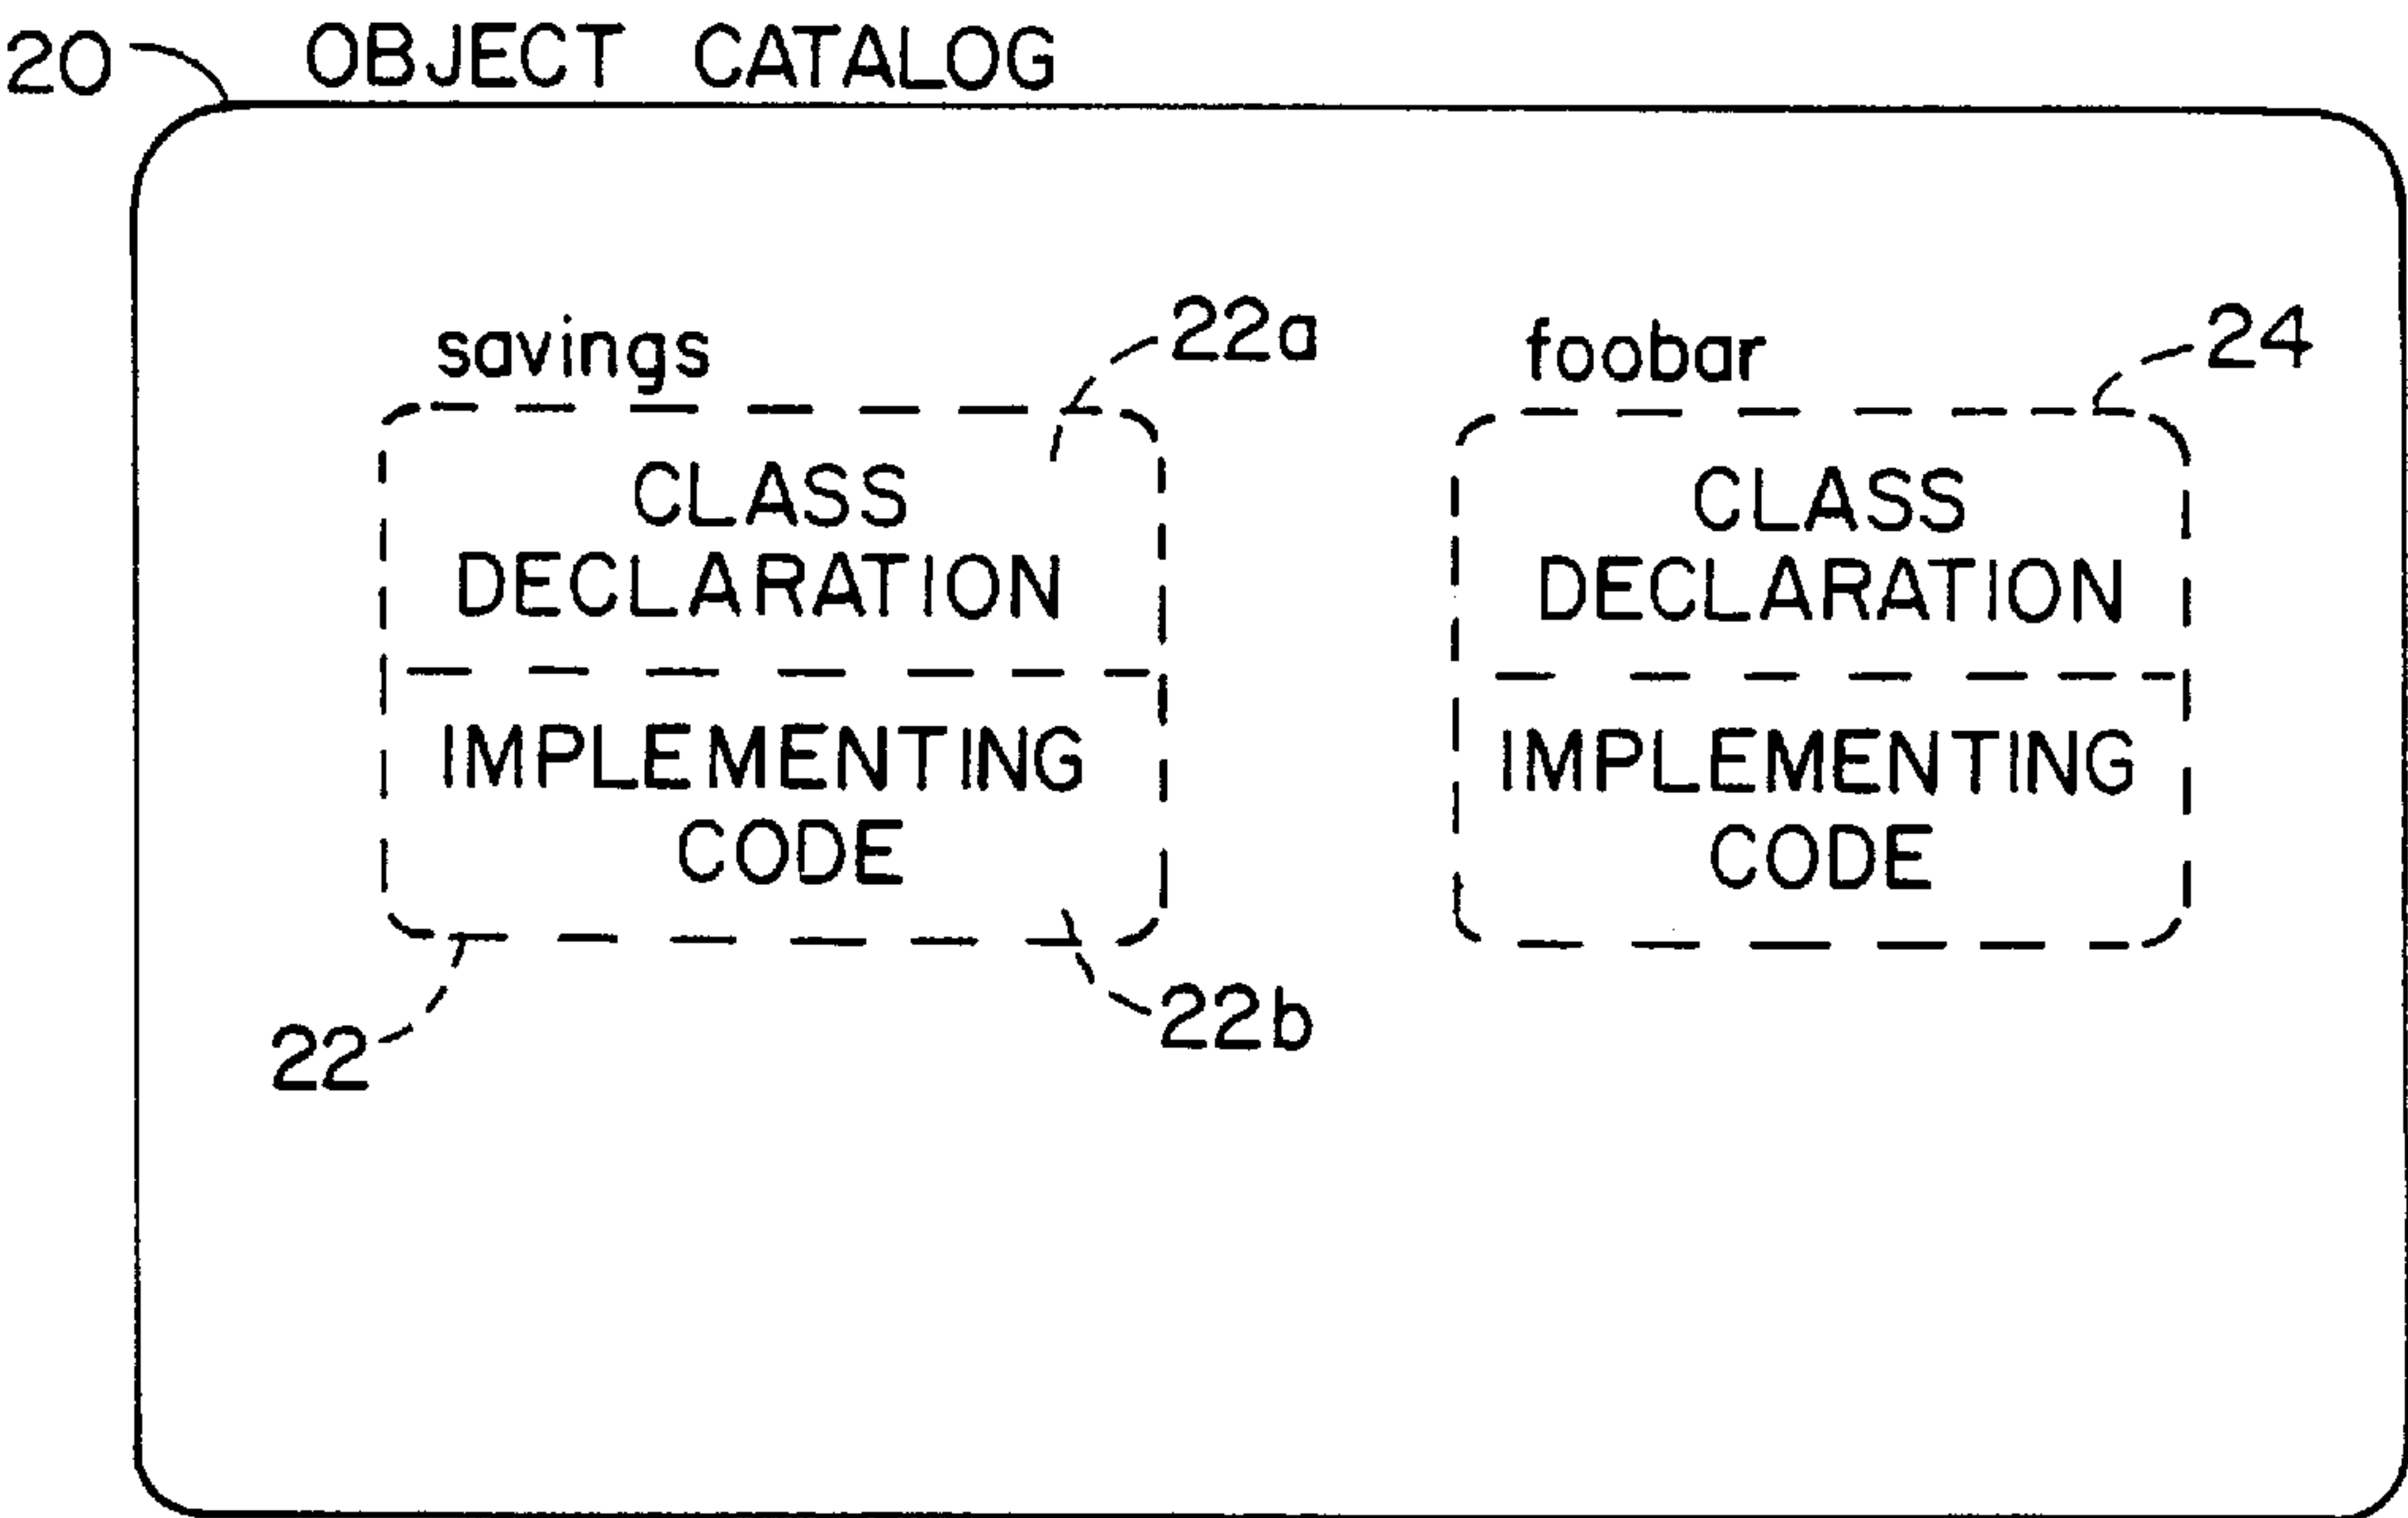 20 OBJECT CATALOG
savings 22a
CLASS
DECLARATION
IMPLEMENTING
CODE
22 22b
foobar 24
CLASS
DECLARATION
IMPLEMENTING
CODE